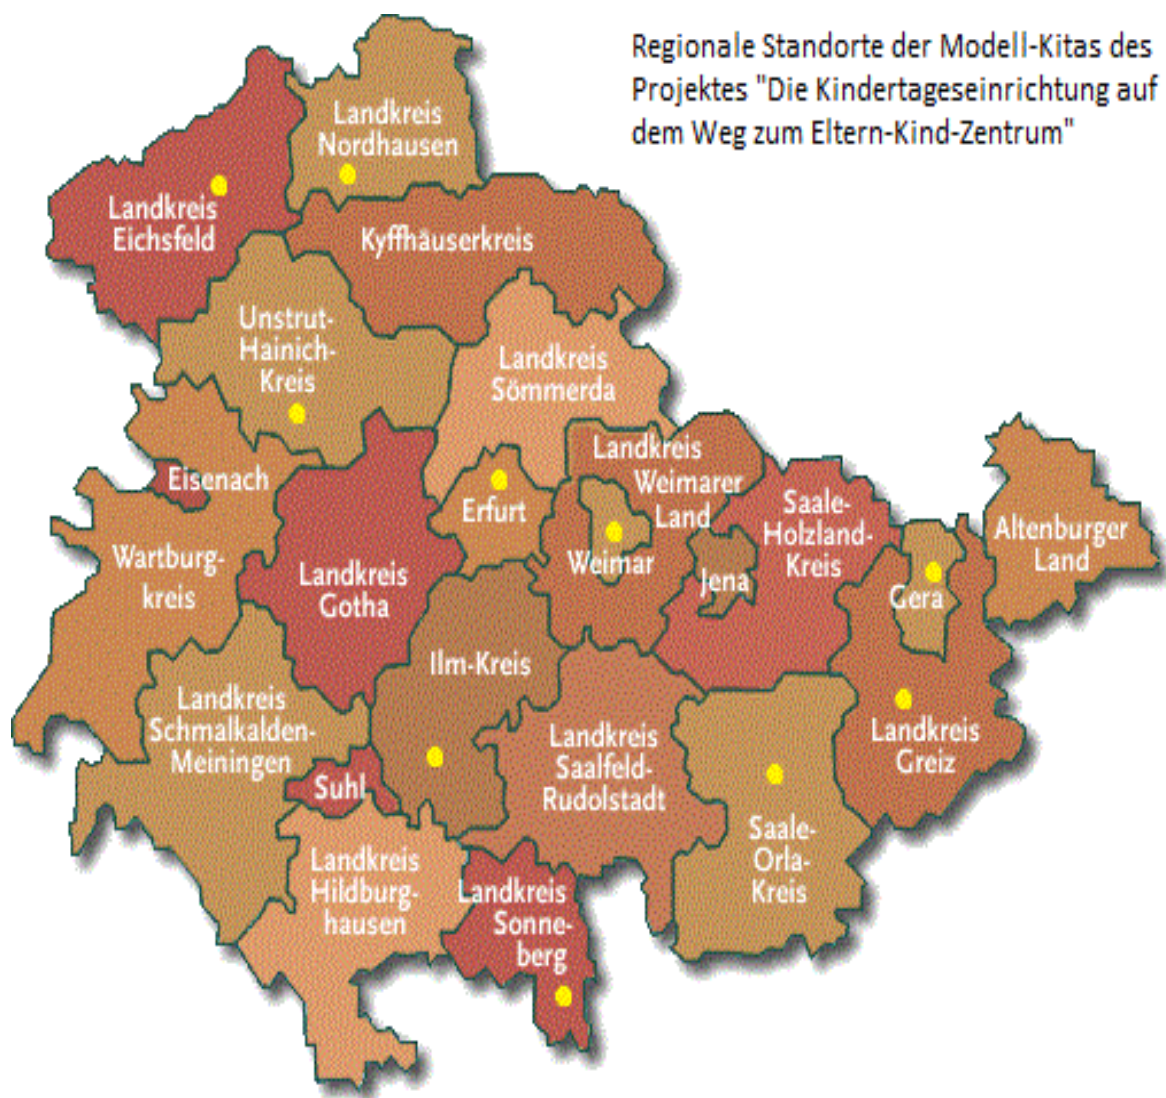 Regionale Standorte der Modell-Kitas des
Projektes "Die Kindertageseinrichtung auf
dem Weg zum Eltern-Kind-Zentrum"
Landkreis
Nordhausen
Landkreis
Eichsfeld
Kyffhäuserkreis
Unstrut-
Hainich-
Kreis
Landkreis
Sömmerda
Landkreis
Weimarer
Land
Eisenach
Erfurt
Weimar
Saale-
Holzland-
Kreis
Jena
Gera
Altenburger
Land
Wartburg-
kreis
Landkreis
Gotha
Ilm-Kreis
Landkreis
Schmalkalden-
Meiningen
Suhl
Landkreis
Saalfeld-
Rudolstadt
Landkreis
Greiz
Saale-
Orla-
Kreis
Landkreis
Hildburg-
hausen
Landkreis
Sonne-
berg